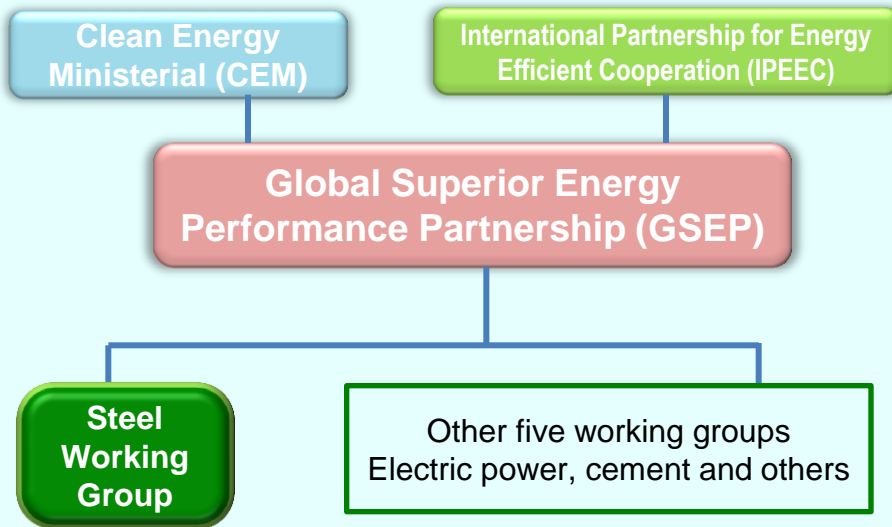 Clean Energy
Ministerial (CEM)
International Partnership for Energy
Efficient Cooperation (IPEEC)
Global Superior Energy
Performance Partnership (GSEP)
Steel
Working
Group
Other five working groups
Electric power, cement and others